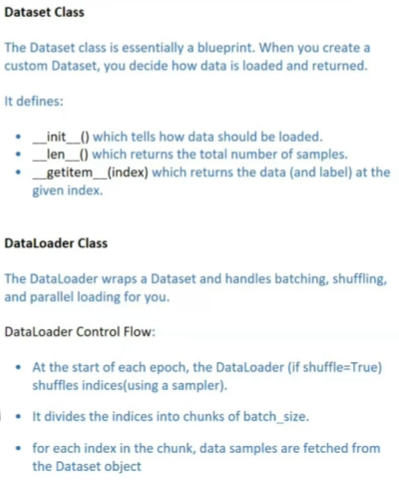 Dataset Class
The Dataset class is essentially a blueprint. When you create a
custom Dataset, you decide how data is loaded and returned.
It defines:
• __init__() which tells how data should be loaded.
• __len__() which returns the total number of samples.
• __getitem__(index) which returns the data (and label) at the
given index.
DataLoader Class
The DataLoader wraps a Dataset and handles batching, shuffling,
and parallel loading for you.
DataLoader Control Flow:
• At the start of each epoch, the DataLoader (if shuffle=True)
shuffles indices(using a sampler).
• It divides the indices into chunks of batch_size.
• for each index in the chunk, data samples are fetched from
the Dataset object